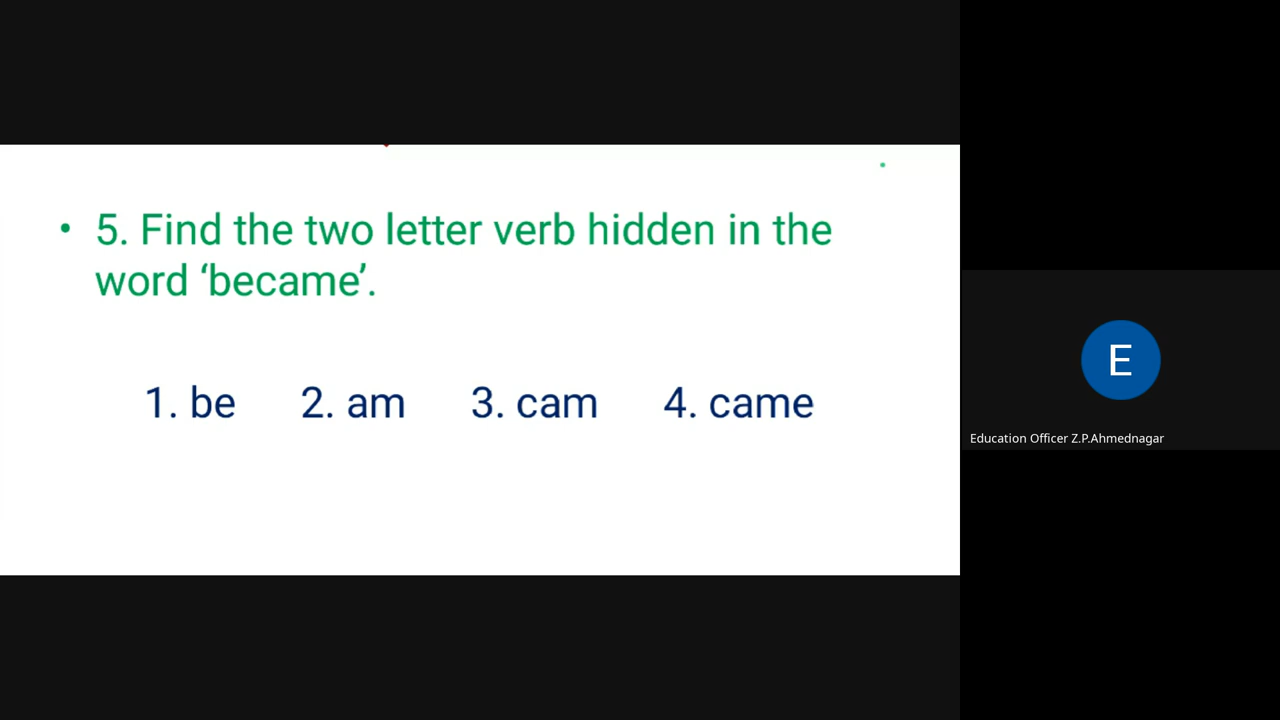 • 5. Find the two letter verb hidden in the
word ‘became’.
1. be 2. am 3. cam 4. came
E
Education Officer Z.P.Ahmednagar